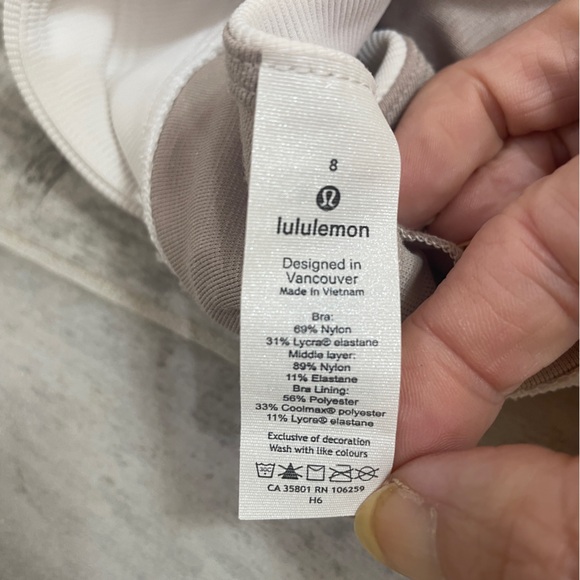 8
lululemon
Designed in
Vancouver
Made in Vietnam
Bra:
69% Nylon
31% Lycra® elastane
Middle layer:
89% Nylon
11% Elastane
Bra Lining:
56% Polyester
33% Coolmax® polyester
11% Lycra® elastane
Exclusive of decoration
Wash with like colours
CA 35801 RN 106259
H6